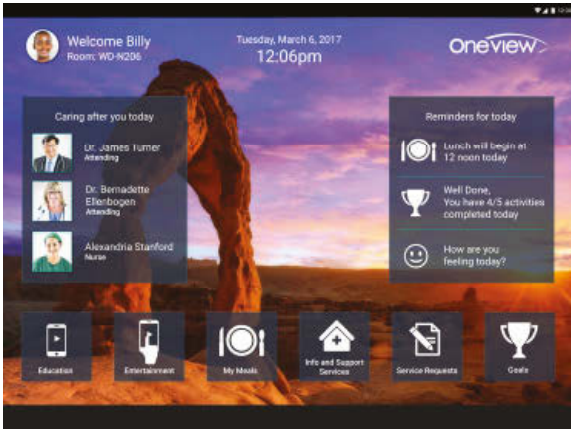 12:06
Welcome Billy
Room: WD-N206
Tuesday, March 6, 2017
12:06pm
oneview
Caring after you today
Dr. James Turner
Attending
Dr. Bernadette
Ellenbogen
Attending
Alexandria Stanford
Nurse
Reminders for today
Lunch will begin at
12 noon today
Well Done,
You have 4/5 activities
completed today
How are you
feeling today?
Education
Entertainment
My Meals
Info and Support
Services
Service Requests
Goals